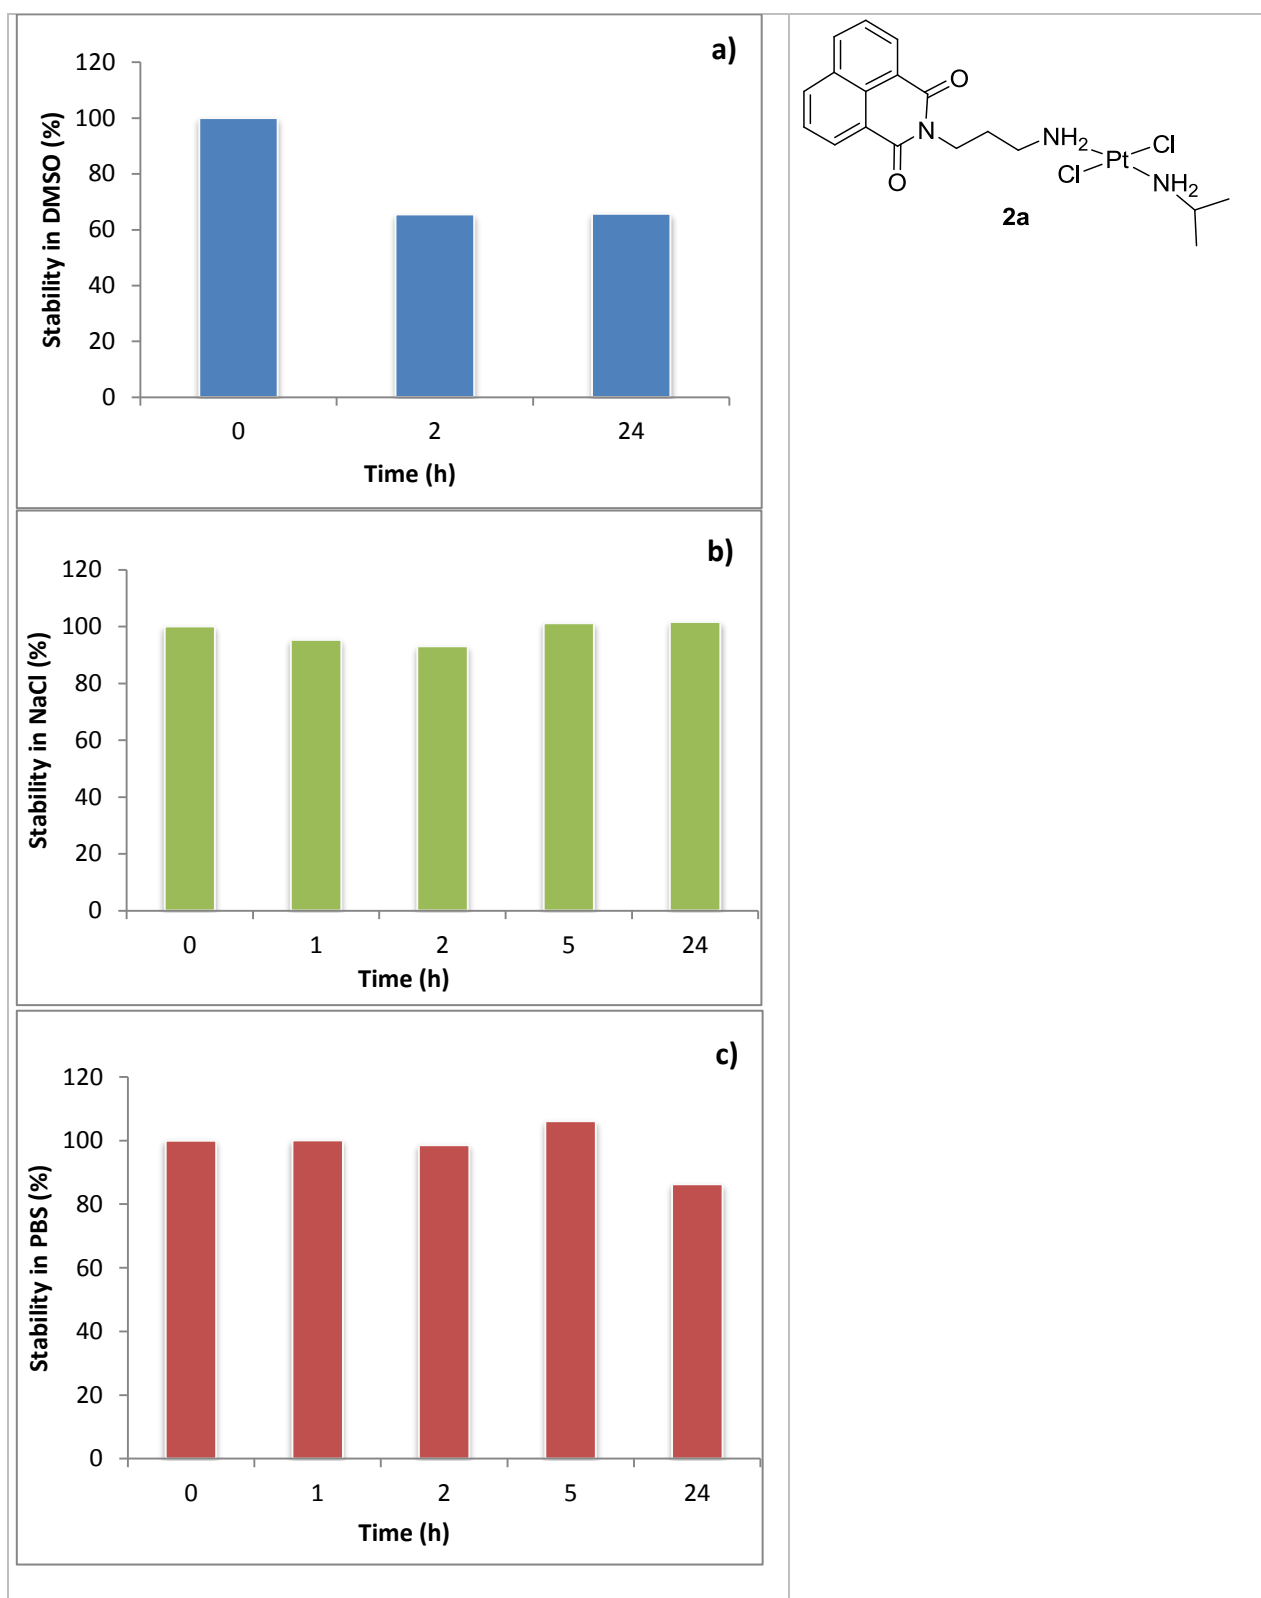 a)
120
100
80
60
40
20
0
Stability in DMSO (%)
0 2 24
Time (h)
b)
120
100
80
60
40
20
0
Stability in NaCl (%)
0 1 2 5 24
Time (h)
c)
120
100
80
60
40
20
0
Stability in PBS (%)
0 1 2 5 24
Time (h)
O
N
O
NH2
Cl
Pt
Cl
NH2
2a